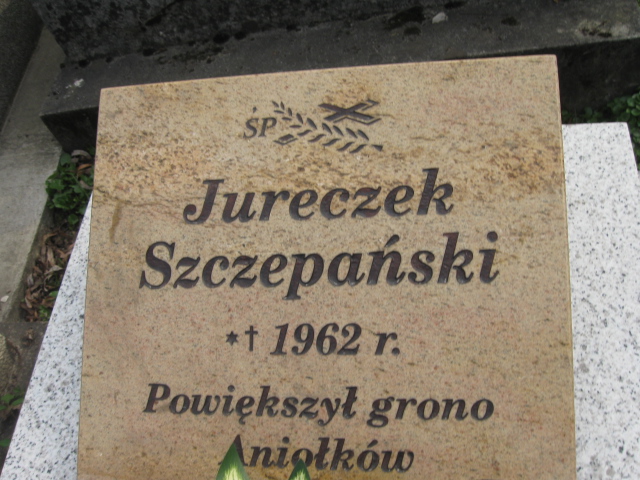 ŚP
Jureczek
Szczepański
*† 1962 r.
Powiększył grono
Aniołków